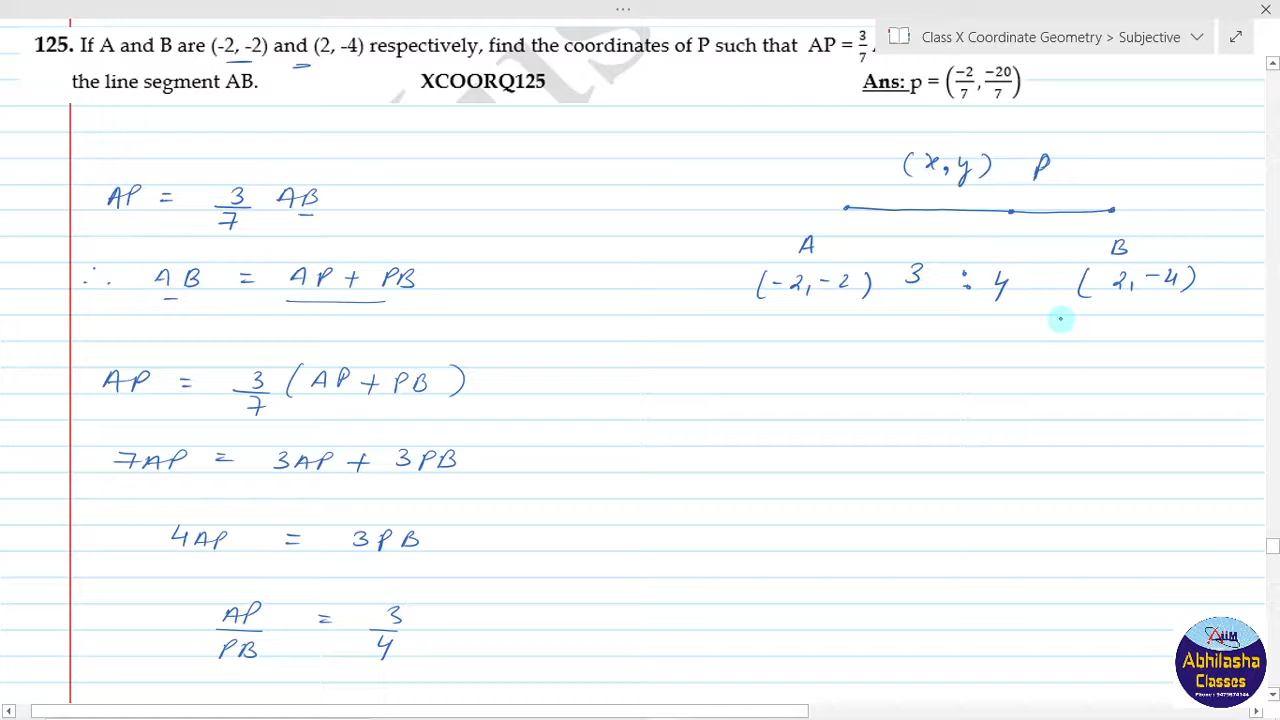 125. If A and B are (-2, -2) and (2, -4) respectively, find the coordinates of P such that AP = 3/7
the line segment AB. XCOORQ125 Ans: p = (-2/7, -20/7)
Class X Coordinate Geometry > Subjective
(x, y) P
AP = 3/7 AB
A B
∴ AB = AP + PB
(-2, -2) 3 : 4 (2, -4)
AP = 3/7 (AP + PB)
7AP = 3AP + 3PB
4AP = 3PB
AP/PB = 3/4
AIM
Abhilasha
Classes